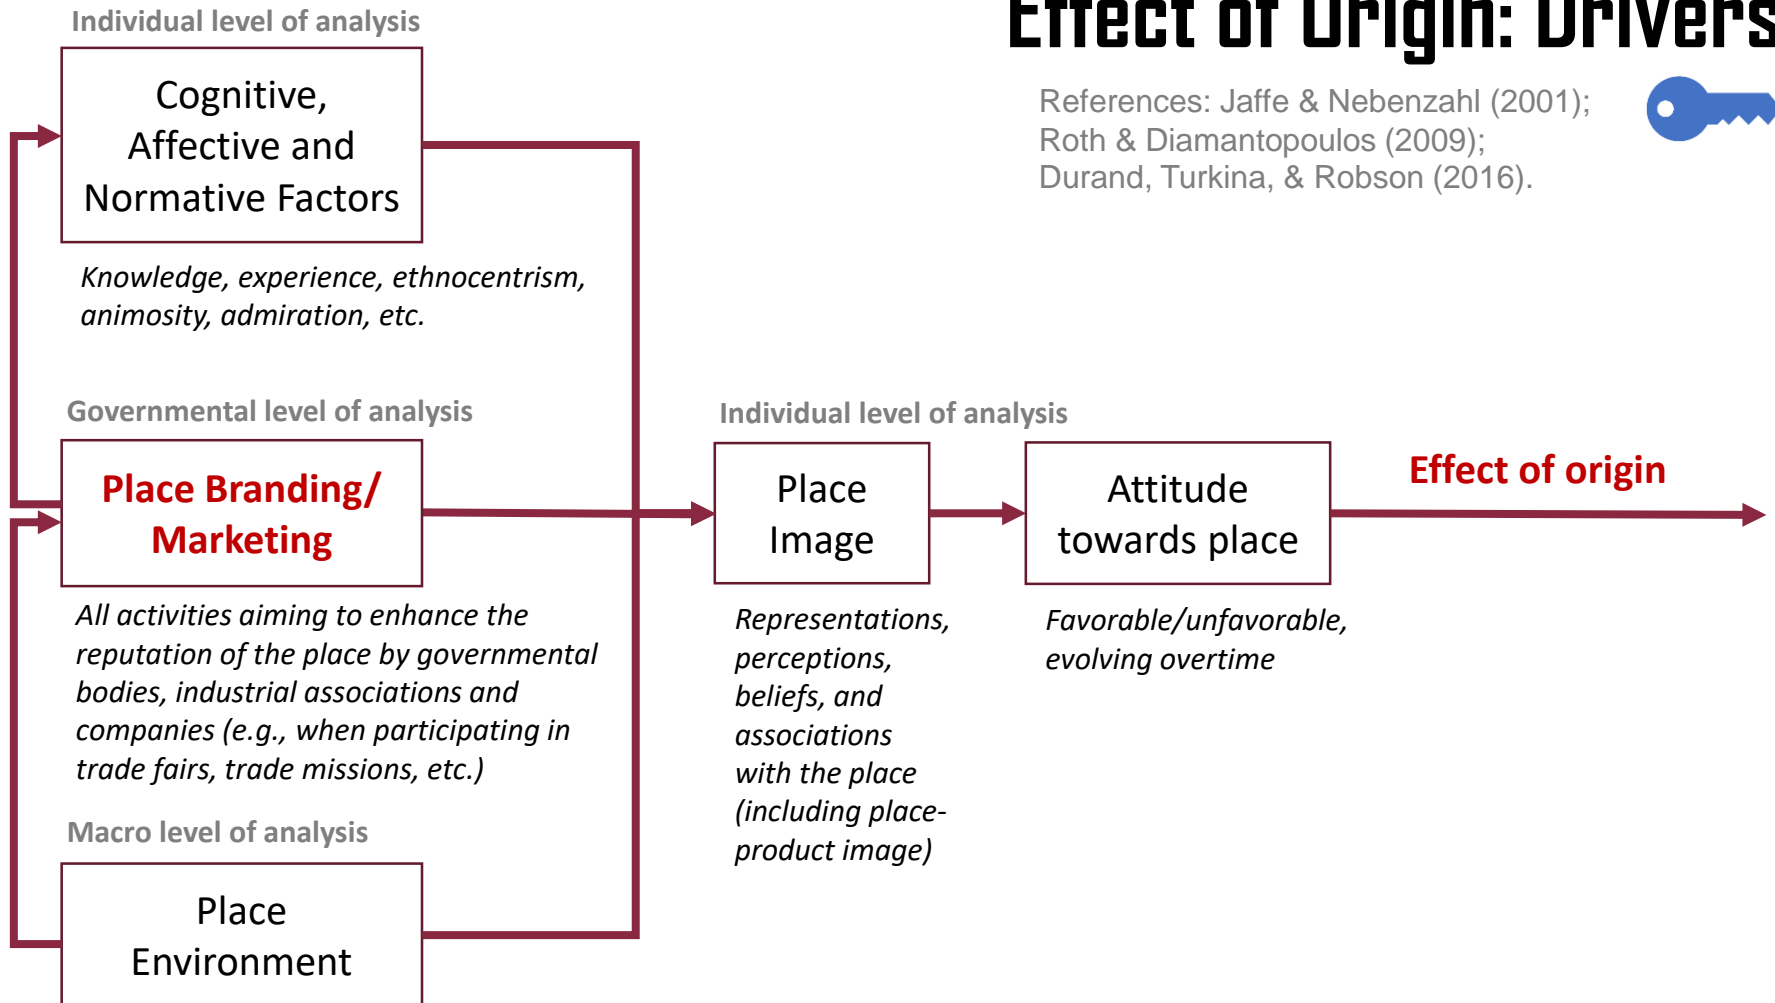 Effect of Origin: Drivers
References: Jaffe & Nebenzahl (2001);
Roth & Diamantopoulos (2009);
Durand, Turkina, & Robson (2016).
Individual level of analysis
Cognitive,
Affective and
Normative Factors
Knowledge, experience, ethnocentrism,
animosity, admiration, etc.
Governmental level of analysis
Place Branding/
Marketing
All activities aiming to enhance the
reputation of the place by governmental
bodies, industrial associations and
companies (e.g., when participating in
trade fairs, trade missions, etc.)
Macro level of analysis
Place
Environment
Individual level of analysis
Place
Image
Representations,
perceptions,
beliefs, and
associations
with the place
(including place-
product image)
Attitude
towards place
Favorable/unfavorable,
evolving overtime
Effect of origin